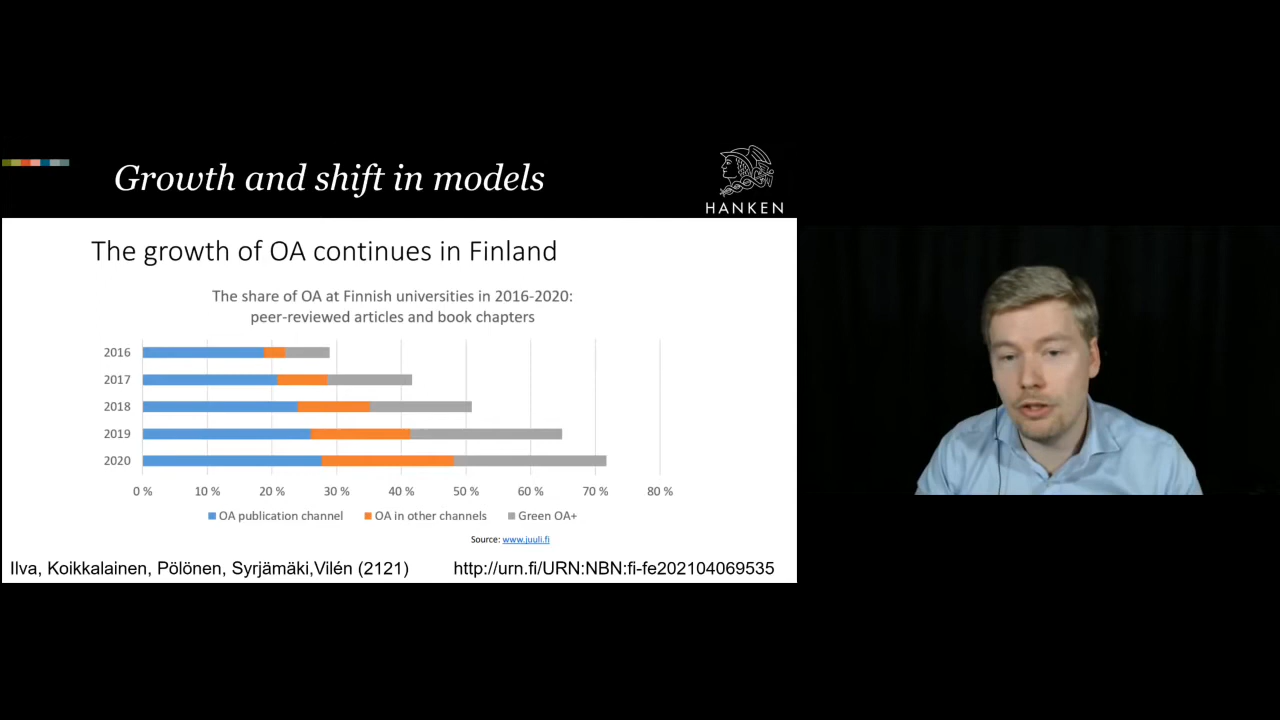 Growth and shift in models
HANKEN
The growth of OA continues in Finland
The share of OA at Finnish universities in 2016-2020:
peer-reviewed articles and book chapters
2016
2017
2018
2019
2020
0 % 10 % 20 % 30 % 40 % 50 % 60 % 70 % 80 %
OA publication channel OA in other channels Green OA+
Source: www.juuli.fi
Ilva, Koikkalainen, Pölönen, Syrjämäki,Vilén (2121) http://urn.fi/URN:NBN:fi-fe202104069535